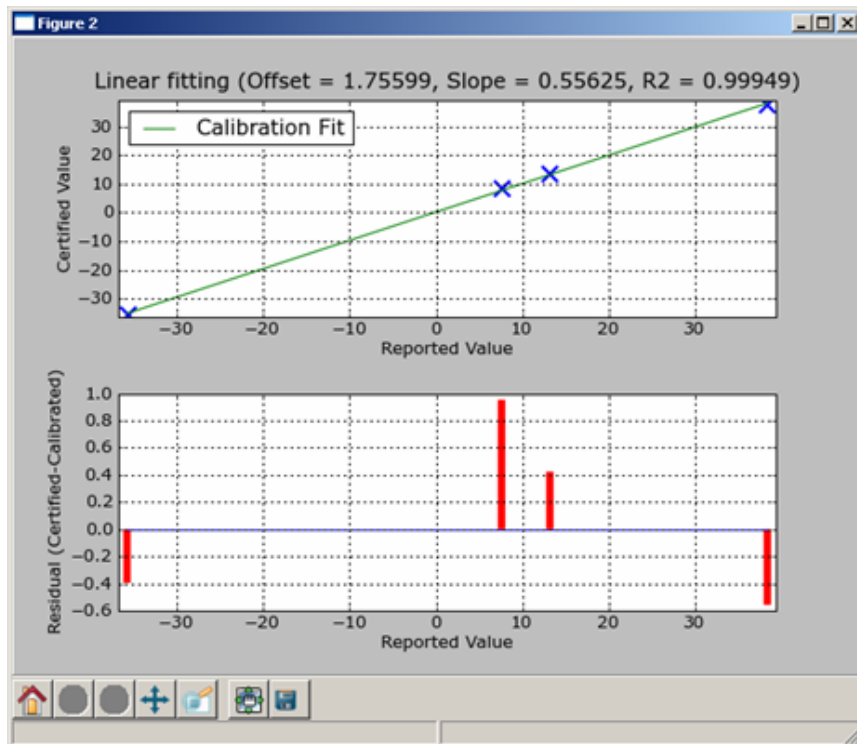 Figure 2
Linear fitting (Offset = 1.75599, Slope = 0.55625, R2 = 0.99949)
Calibration Fit
Certified Value
30
20
10
0
−10
−20
−30
−30 −20 −10 0 10 20 30
Reported Value
Residual (Certified-Calibrated)
1.0
0.8
0.6
0.4
0.2
0.0
−0.2
−0.4
−0.6
−30 −20 −10 0 10 20 30
Reported Value